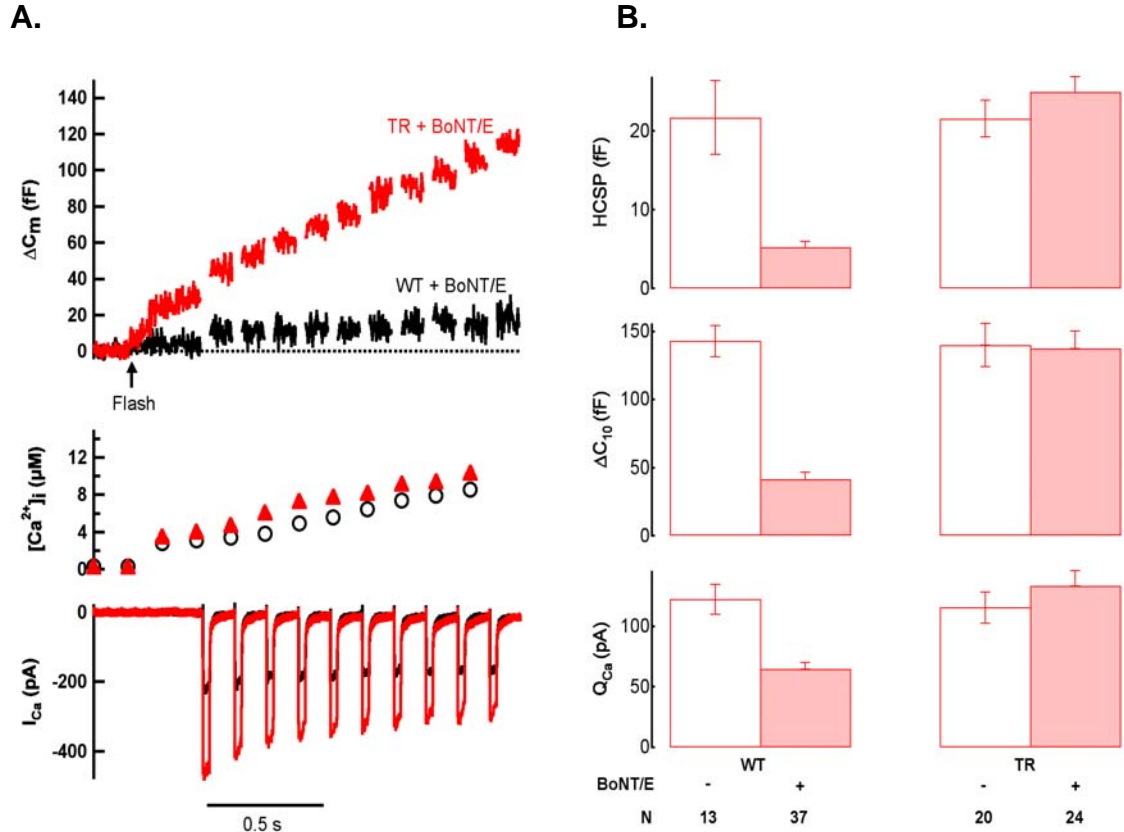 A.
B.
140
120
100
80
60
40
20
0
ΔCm (fF)
TR + BoNT/E
WT + BoNT/E
Flash
12
8
4
0
[Ca2+]i (μM)
0
-200
-400
ICa (pA)
0.5 s
20
10
0
HCSP (fF)
150
100
50
0
ΔC10 (fF)
100
50
0
QCa (pA)
WT TR
BoNT/E - + - +
N 13 37 20 24